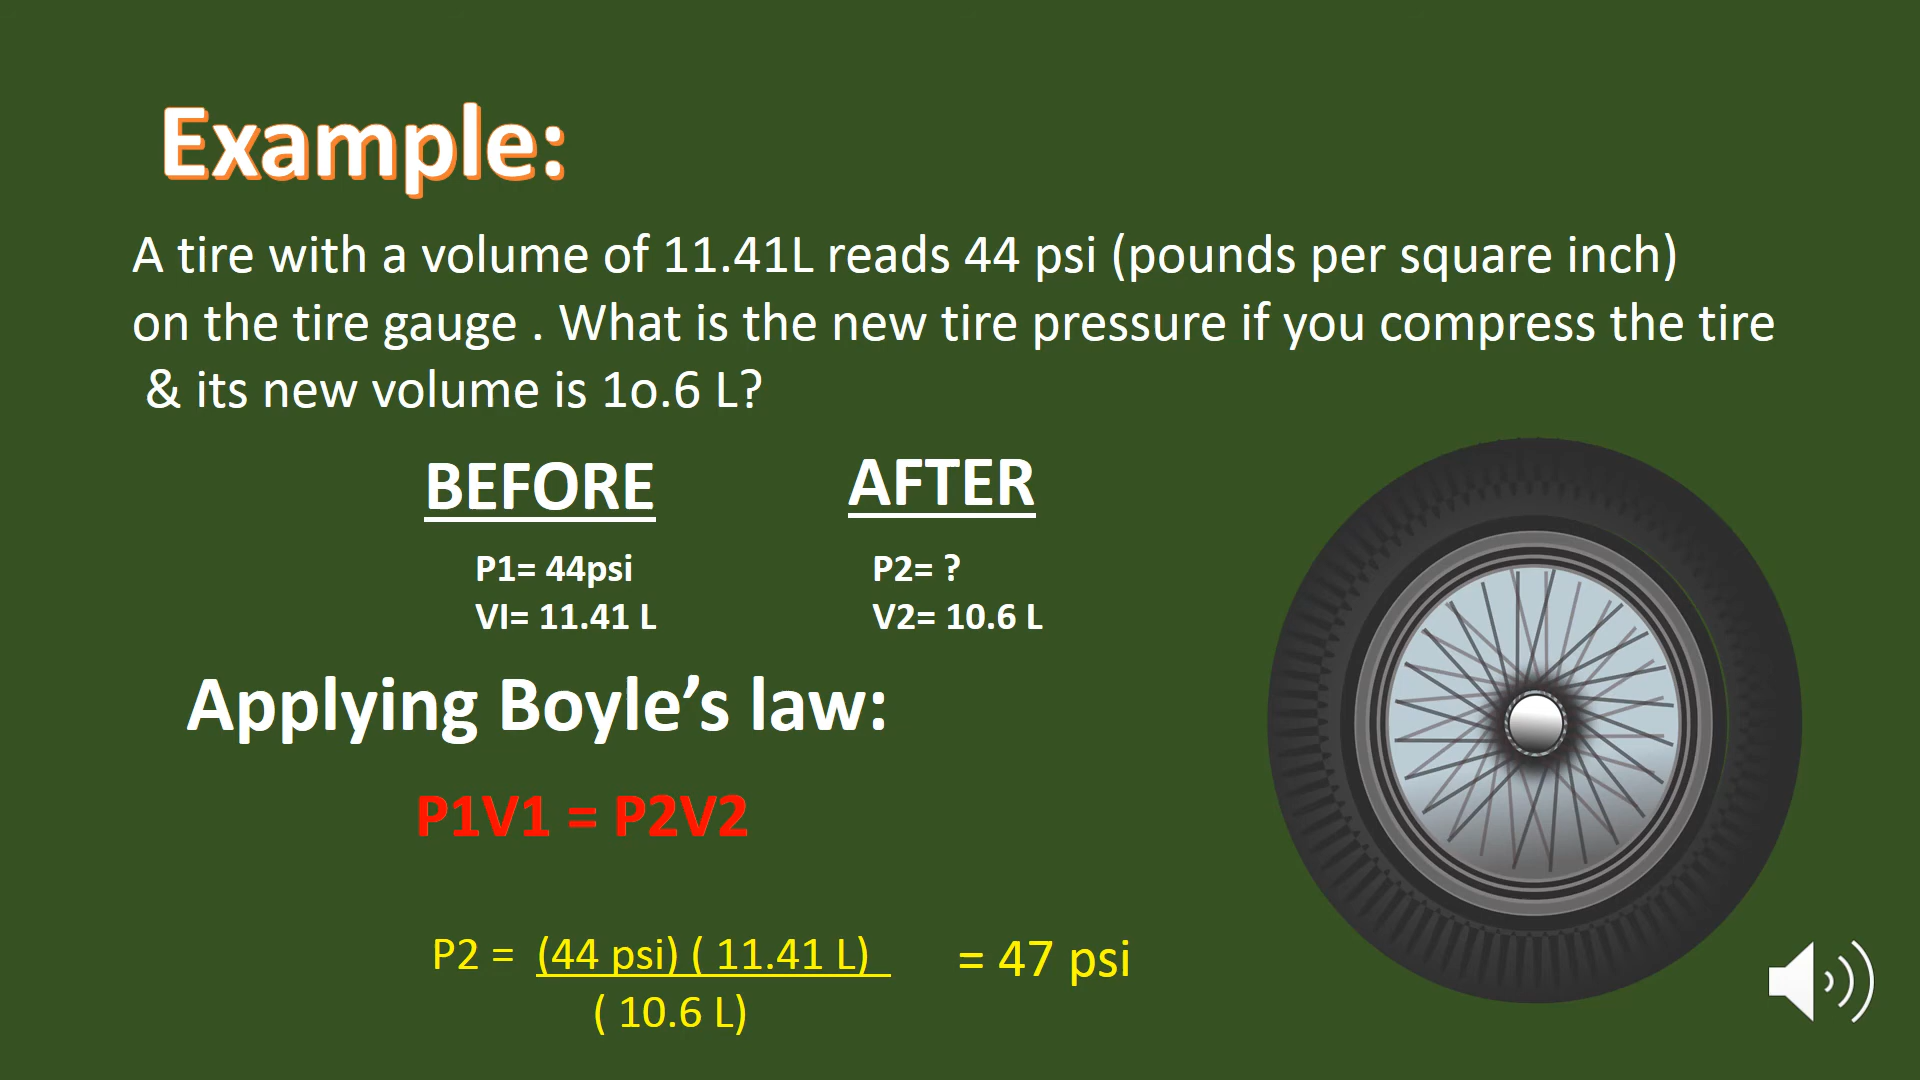 Example:
A tire with a volume of 11.41L reads 44 psi (pounds per square inch)
on the tire gauge . What is the new tire pressure if you compress the tire
& its new volume is 1o.6 L?
BEFORE
P1= 44psi
VI= 11.41 L
AFTER
P2= ?
V2= 10.6 L
Applying Boyle’s law:
P1V1 = P2V2
P2 = (44 psi) ( 11.41 L) = 47 psi
( 10.6 L)